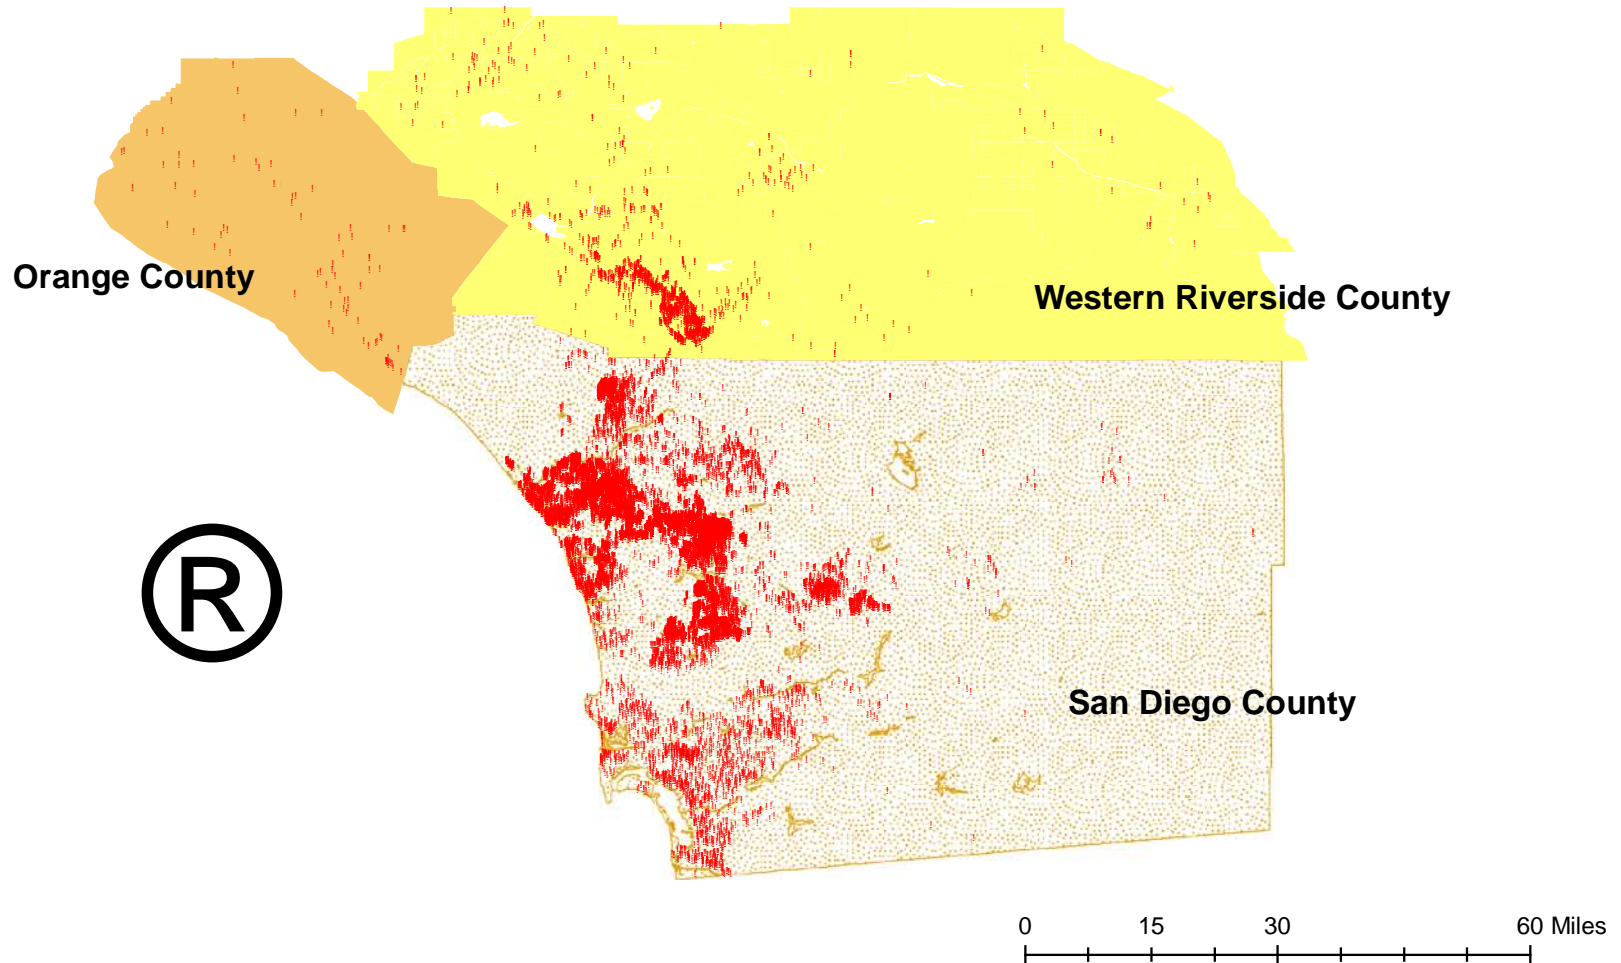 Orange County
Western Riverside County
®
San Diego County
0 15 30 60 Miles